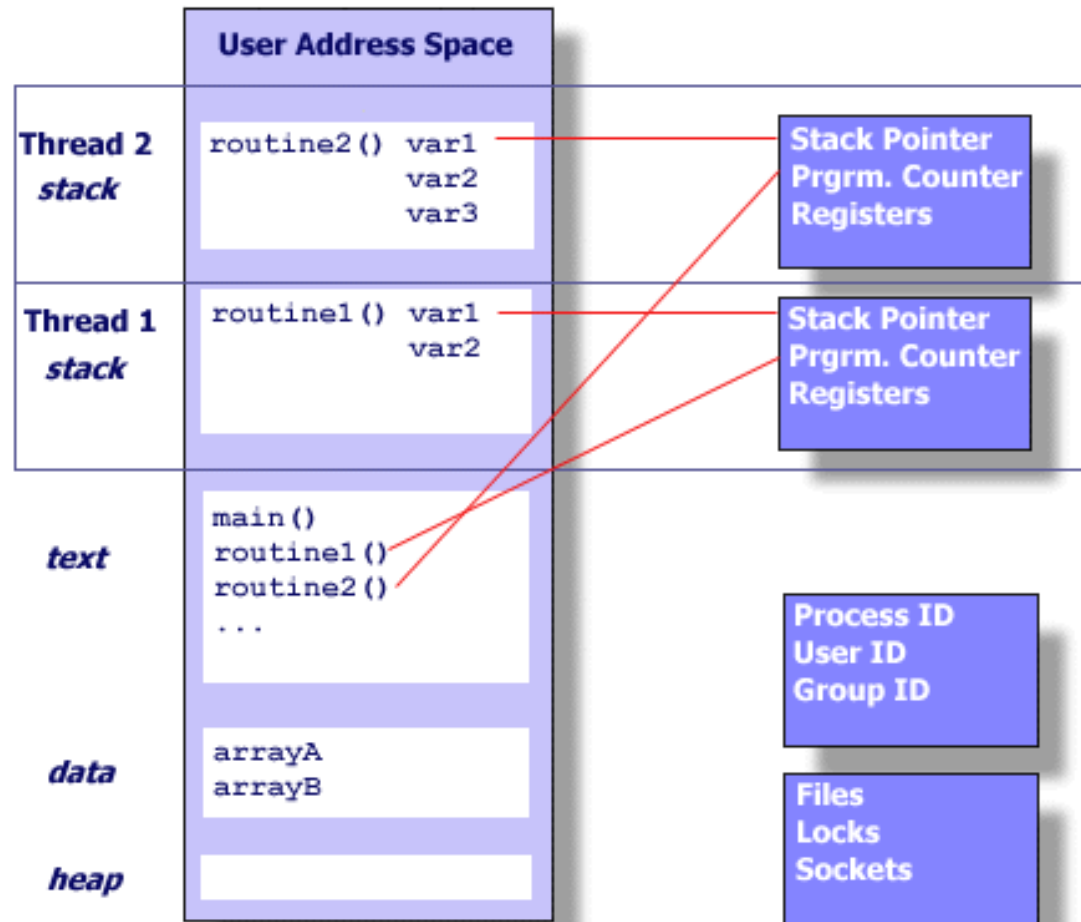 User Address Space
Thread 2
stack
routine2() var1
var2
var3
Stack Pointer
Prgrm. Counter
Registers
Thread 1
stack
routine1() var1
var2
Stack Pointer
Prgrm. Counter
Registers
text
main()
routine1()
routine2()
...
Process ID
User ID
Group ID
data
arrayA
arrayB
Files
Locks
Sockets
heap